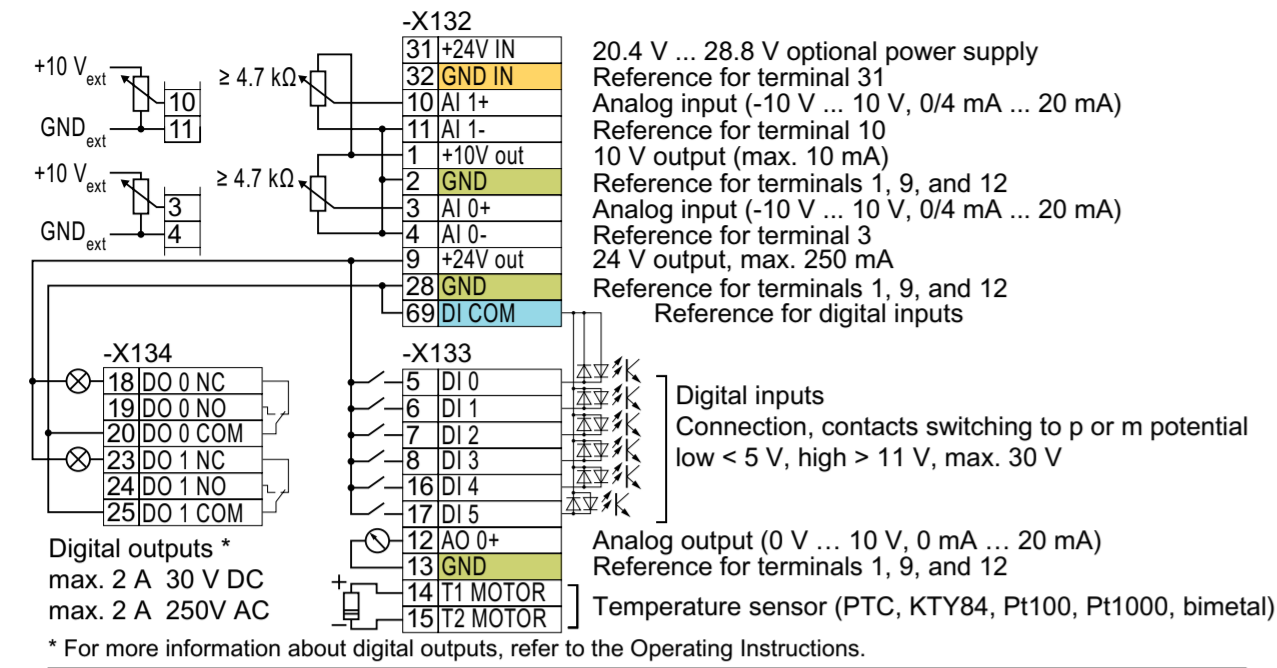 -X132
31 +24V IN 20.4 V ... 28.8 V optional power supply
+10 V ext ≥ 4.7 kΩ 32 GND IN Reference for terminal 31
10 10 AI 1+ Analog input (-10 V ... 10 V, 0/4 mA ... 20 mA)
GND ext 11 11 AI 1- Reference for terminal 10
1 +10V out 10 V output (max. 10 mA)
+10 V ext ≥ 4.7 kΩ 2 GND Reference for terminals 1, 9, and 12
3 3 AI 0+ Analog input (-10 V ... 10 V, 0/4 mA ... 20 mA)
GND ext 4 4 AI 0- Reference for terminal 3
9 +24V out 24 V output, max. 250 mA
28 GND Reference for terminals 1, 9, and 12
69 DI COM Reference for digital inputs
-X134 -X133
18 DO 0 NC 5 DI 0 Digital inputs
19 DO 0 NO 6 DI 1 Connection, contacts switching to p or m potential
20 DO 0 COM 7 DI 2 low < 5 V, high > 11 V, max. 30 V
23 DO 1 NC 8 DI 3
24 DO 1 NO 16 DI 4
25 DO 1 COM 17 DI 5
Digital outputs * 12 AO 0+ Analog output (0 V … 10 V, 0 mA … 20 mA)
max. 2 A 30 V DC 13 GND Reference for terminals 1, 9, and 12
+ 14 T1 MOTOR Temperature sensor (PTC, KTY84, Pt100, Pt1000, bimetal)
max. 2 A 250V AC – 15 T2 MOTOR
* For more information about digital outputs, refer to the Operating Instructions.